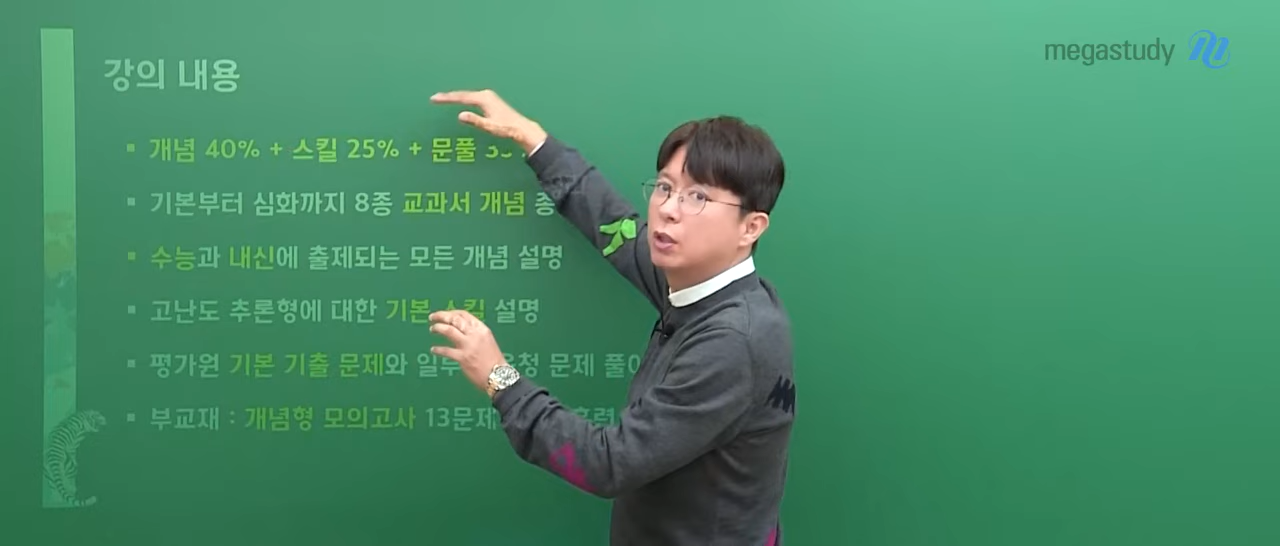 megastudy
강의 내용
▪ 개념 40% + 스킬 25% + 문풀
▪ 기본부터 심화까지 8종 교과서 개념
▪ 수능과 내신에 출제되는 모든 개념 설명
▪ 고난도 추론형에 대한 기본 스킬 설명
▪ 평가원 기본 기출 문제와 문제
▪ 부교재 : 개념형 모의고사 13문제